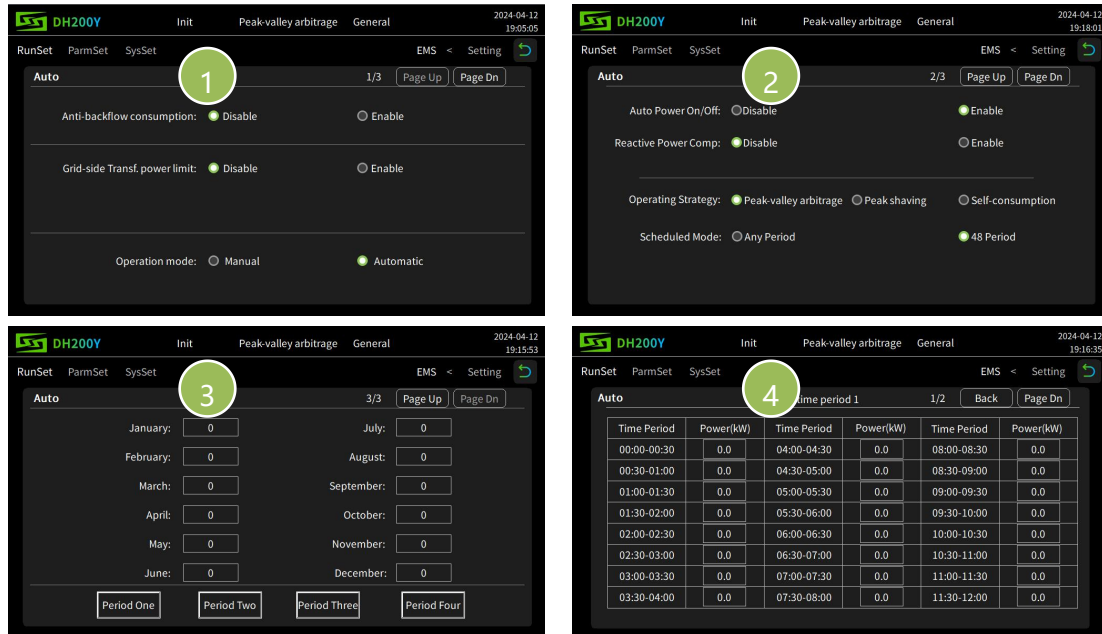 DH200Y Init Peak-valley arbitrage General 2024-04-12
19:05:05
RunSet ParmSet SysSet EMS < Setting
Auto 1/3 Page Up Page Dn
1
Anti-backflow consumption: Disable Enable
Grid-side Transf. power limit: Disable Enable
Operation mode: Manual Automatic
DH200Y Init Peak-valley arbitrage General 2024-04-12
19:18:01
RunSet ParmSet SysSet EMS < Setting
Auto 2/3 Page Up Page Dn
2
Auto Power On/Off: Disable Enable
Reactive Power Comp: Disable Enable
Operating Strategy: Peak-valley arbitrage Peak shaving Self-consumption
Scheduled Mode: Any Period 48 Period
DH200Y Init Peak-valley arbitrage General 2024-04-12
19:15:53
RunSet ParmSet SysSet EMS < Setting
Auto 3/3 Page Up Page Dn
3
January: 0 July: 0
February: 0 August: 0
March: 0 September: 0
April: 0 October: 0
May: 0 November: 0
June: 0 December: 0
Period One Period Two Period Three Period Four
DH200Y Init Peak-valley arbitrage General 2024-04-12
19:16:35
RunSet ParmSet SysSet EMS < Setting
Auto time period 1 1/2 Back Page Dn
4
Time Period Power(kW) Time Period Power(kW) Time Period Power(kW)
00:00-00:30 0.0 04:00-04:30 0.0 08:00-08:30 0.0
00:30-01:00 0.0 04:30-05:00 0.0 08:30-09:00 0.0
01:00-01:30 0.0 05:00-05:30 0.0 09:00-09:30 0.0
01:30-02:00 0.0 05:30-06:00 0.0 09:30-10:00 0.0
02:00-02:30 0.0 06:00-06:30 0.0 10:00-10:30 0.0
02:30-03:00 0.0 06:30-07:00 0.0 10:30-11:00 0.0
03:00-03:30 0.0 07:00-07:30 0.0 11:00-11:30 0.0
03:30-04:00 0.0 07:30-08:00 0.0 11:30-12:00 0.0